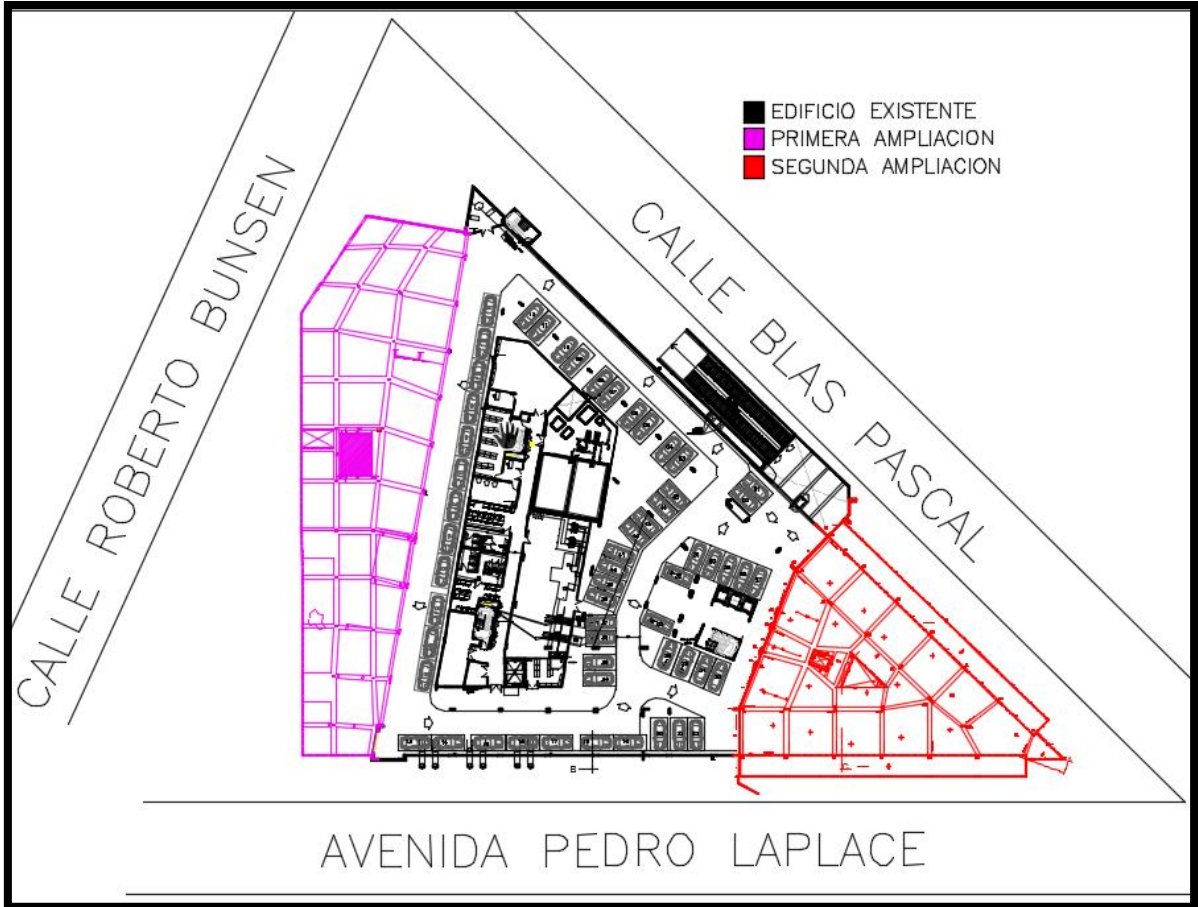 EDIFICIO EXISTENTE
PRIMERA AMPLIACION
SEGUNDA AMPLIACION
CALLE ROBERTO BUNSEN
CALLE BLAS PASCAL
B
A
AVENIDA PEDRO LAPLACE